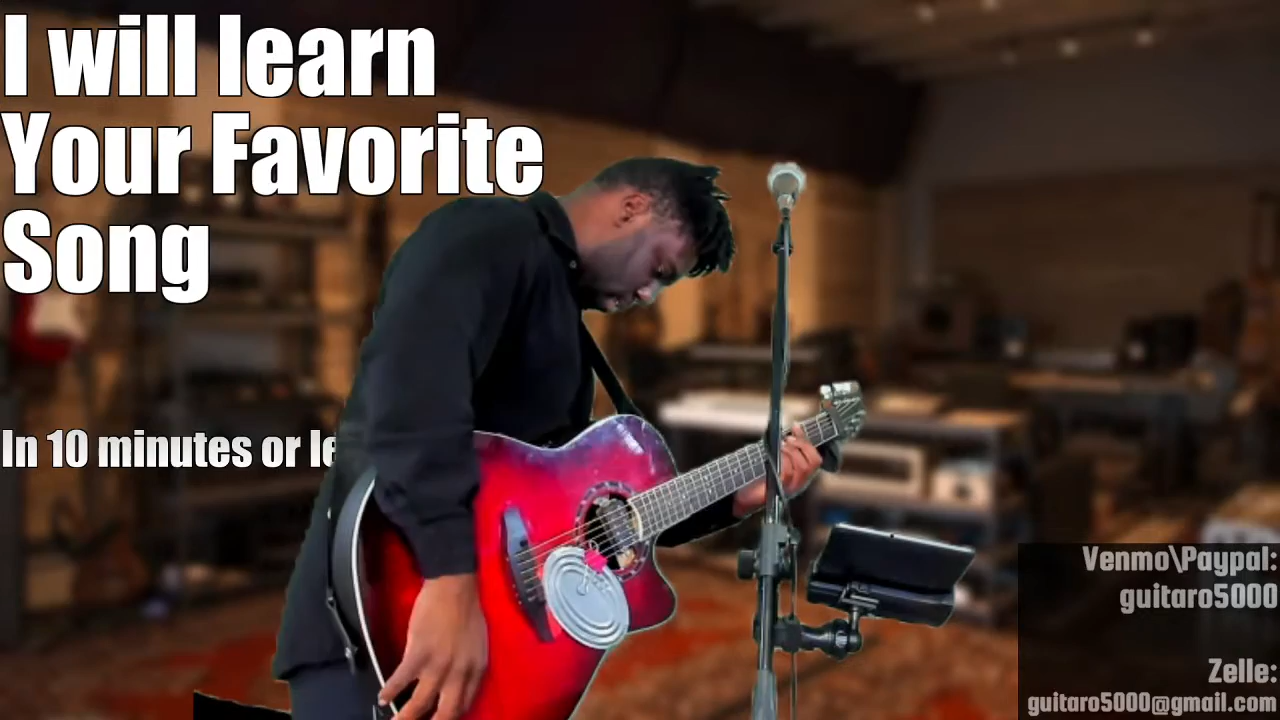 I will learn
Your Favorite
Song
In 10 minutes or le
Venmo\Paypal:
guitaro5000
Zelle:
guitaro5000@gmail.com